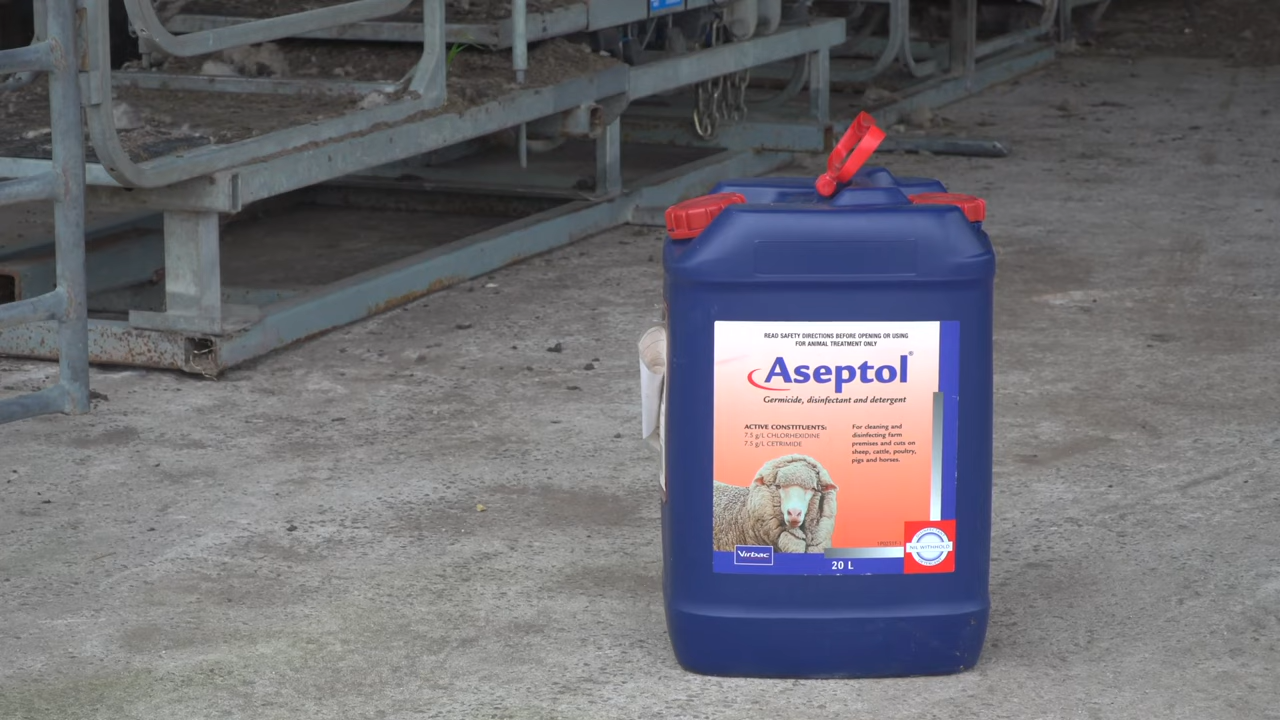 READ SAFETY DIRECTIONS BEFORE OPENING OR USING
FOR ANIMAL TREATMENT ONLY
Aseptol®
Germicide, disinfectant and detergent
ACTIVE CONSTITUENTS:
7.5 g/L CHLORHEXIDINE
7.5 g/L CETRIMIDE
For cleaning and
disinfecting farm
premises and cuts on
sheep, cattle, poultry,
pigs and horses.
Virbac
20 L
NIL WITHHOLD